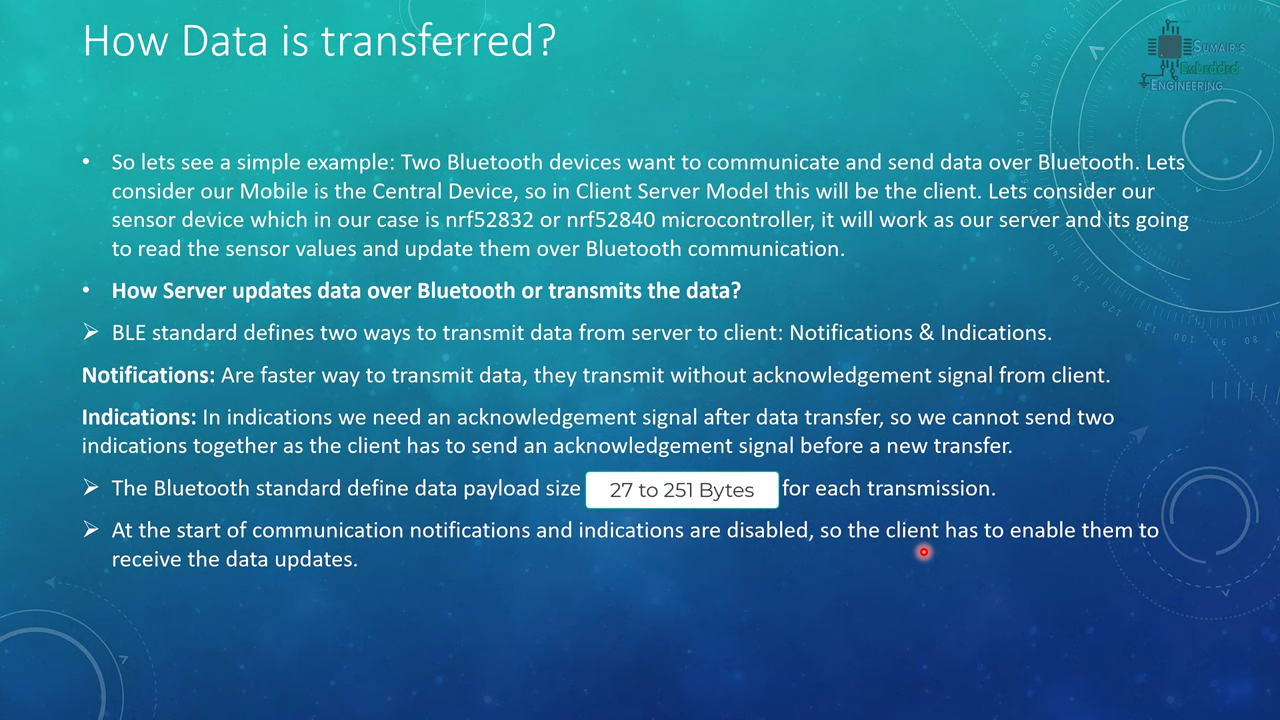 How Data is transferred?
SUMAIR'S
Embedded
ENGINEERING
• So lets see a simple example: Two Bluetooth devices want to communicate and send data over Bluetooth. Lets
consider our Mobile is the Central Device, so in Client Server Model this will be the client. Lets consider our
sensor device which in our case is nrf52832 or nrf52840 microcontroller, it will work as our server and its going
to read the sensor values and update them over Bluetooth communication.
• How Server updates data over Bluetooth or transmits the data?
➢ BLE standard defines two ways to transmit data from server to client: Notifications & Indications.
Notifications: Are faster way to transmit data, they transmit without acknowledgement signal from client.
Indications: In indications we need an acknowledgement signal after data transfer, so we cannot send two
indications together as the client has to send an acknowledgement signal before a new transfer.
➢ The Bluetooth standard define data payload size 27 to 251 Bytes for each transmission.
➢ At the start of communication notifications and indications are disabled, so the client has to enable them to
receive the data updates.